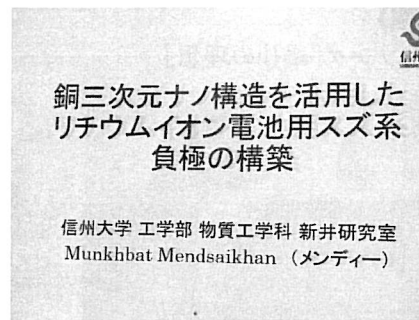 信州
銅三次元ナノ構造を活用した
リチウムイオン電池用スズ系
負極の構築
信州大学 工学部 物質工学科 新井研究室
Munkhbat Mendsaikhan （メンディー）